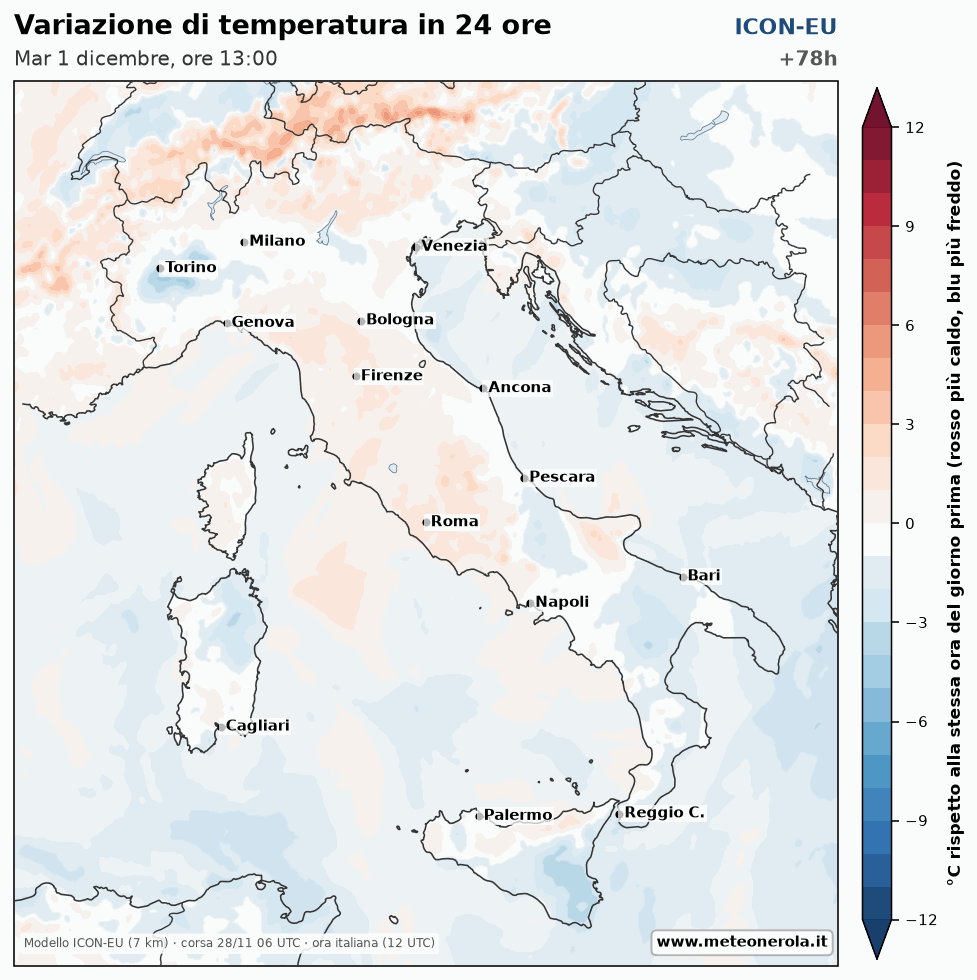 Variazione di temperatura in 24 ore
ICON-EU
Mar 1 dicembre, ore 13:00
+78h
Milano
Venezia
Torino
Genova
Bologna
Firenze
Ancona
Pescara
Roma
Bari
Napoli
Cagliari
Palermo
Reggio C.
12
9
6
3
0
−3
−6
−9
−12
°C rispetto alla stessa ora del giorno prima (rosso più caldo, blu più freddo)
Modello ICON-EU (7 km) · corsa 28/11 06 UTC · ora italiana (12 UTC)
www.meteonerola.it